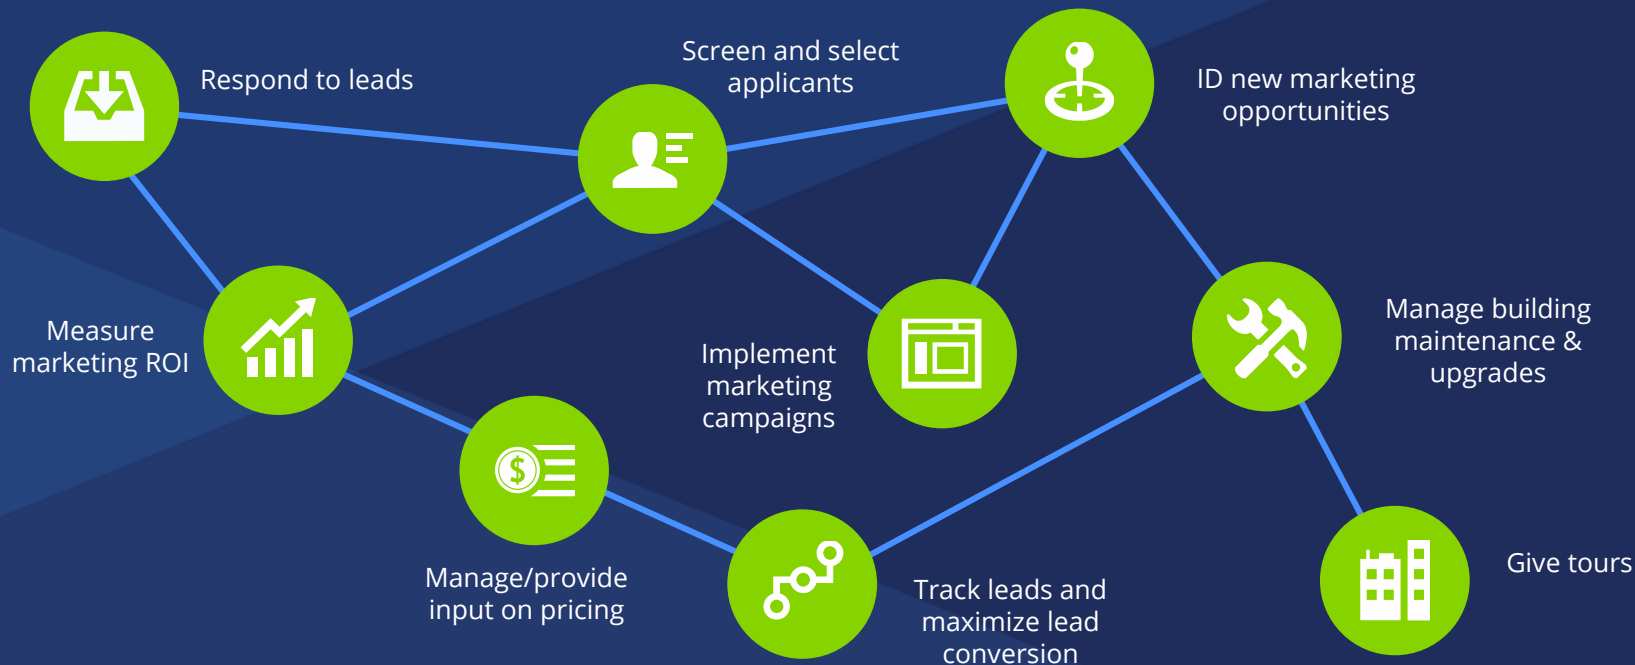 Respond to leads
Screen and select
applicants
ID new marketing
opportunities
Measure
marketing ROI
Implement
marketing
campaigns
Manage building
maintenance &
upgrades
$
Manage/provide
input on pricing
Track leads and
maximize lead
conversion
Give tours